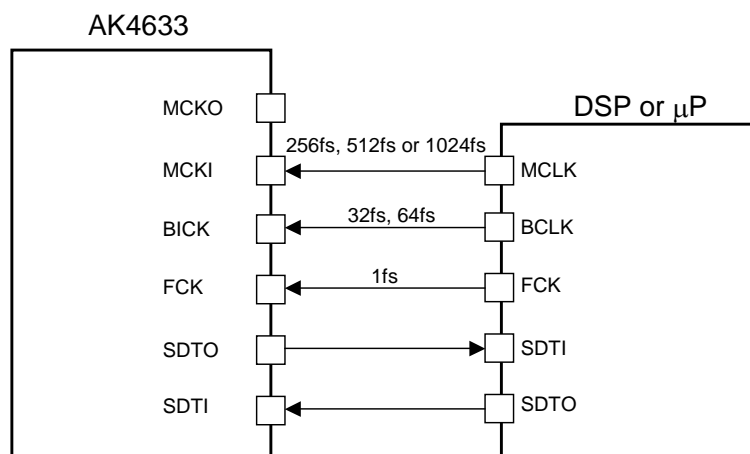 AK4633
DSP or μP
MCKO
256fs, 512fs or 1024fs
MCKI
MCLK
32fs, 64fs
BICK
BCLK
1fs
FCK
FCK
SDTO
SDTI
SDTI
SDTO